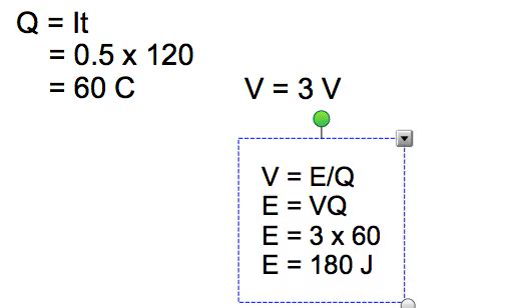 Q = It
= 0.5 x 120
= 60 C
V = 3 V
V = E/Q
E = VQ
E = 3 x 60
E = 180 J